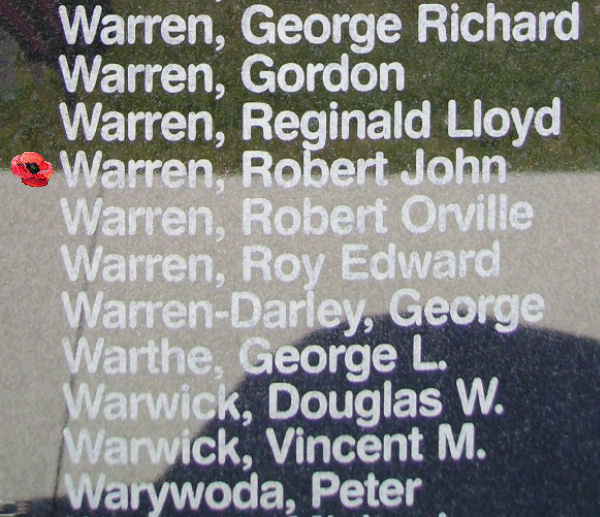 Warren, George Richard
Warren, Gordon
Warren, Reginald Lloyd
Warren, Robert John
Warren, Robert Orville
Warren, Roy Edward
Warren-Darley, George
Warthe, George L.
Warwick, Douglas W.
Warwick, Vincent M.
Warywoda, Peter